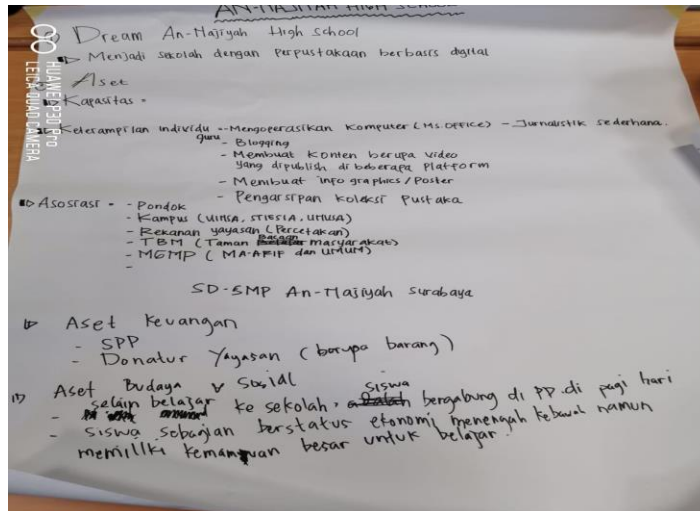 AN-NAJIYAH HIGH SCHOOL
Dream An-Najiyah High School
Menjadi sekolah dengan perpustakaan berbasis digital
Aset
Kapasitas =
Keterampilan individu guru - Mengoperasikan Komputer (MS. OFFICE) - Jurnalistik sederhana.
- Blogging
- Membuat konten berupa video
yang dipublish di beberapa platform
- Membuat info graphics / Poster
- Pengarsipan koleksi pustaka
Asosiasi = - Pondok
- Kampus (UINSA, STIESIA, UNUSA)
- Rekanan yayasan (Percetakan)
- TBM (Taman Bacaan masyarakat)
- MGMP (MA-ARIF dan UMUM)
-
SD-SMP An-Najiyah Surabaya
Aset Keuangan
- SPP
- Donatur Yayasan (berupa barang)
Aset Budaya & Sosial
- selain belajar ke sekolah, siswa bergabung di PP. di pagi hari
- siswa sebagian berstatus ekonomi menengah kebawah namun
memiliki kemampuan besar untuk belajar.
HUAWEI P30 Pro
LEICA QUAD CAMERA